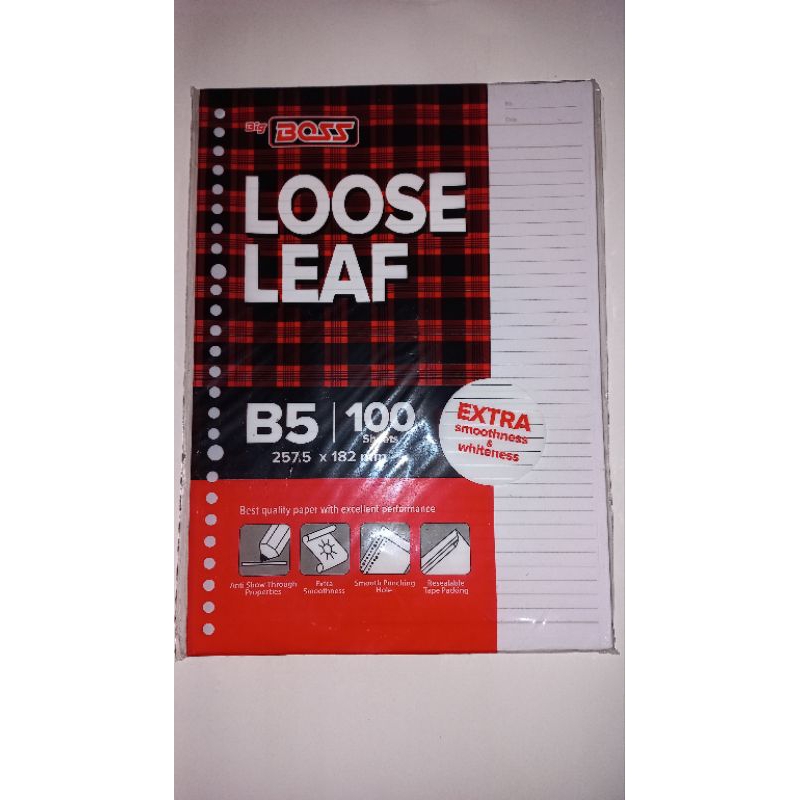 Big BOSS
No.
LOOSE
LEAF
B5 | 100
Sheets
257.5 x 182 mm
EXTRA
smoothness
&
whiteness
Best quality paper with excellent performance
Anti Show Through
Properties
Extra
Smoothness
Smooth Punching
Hole
Resealable
Tape Packing